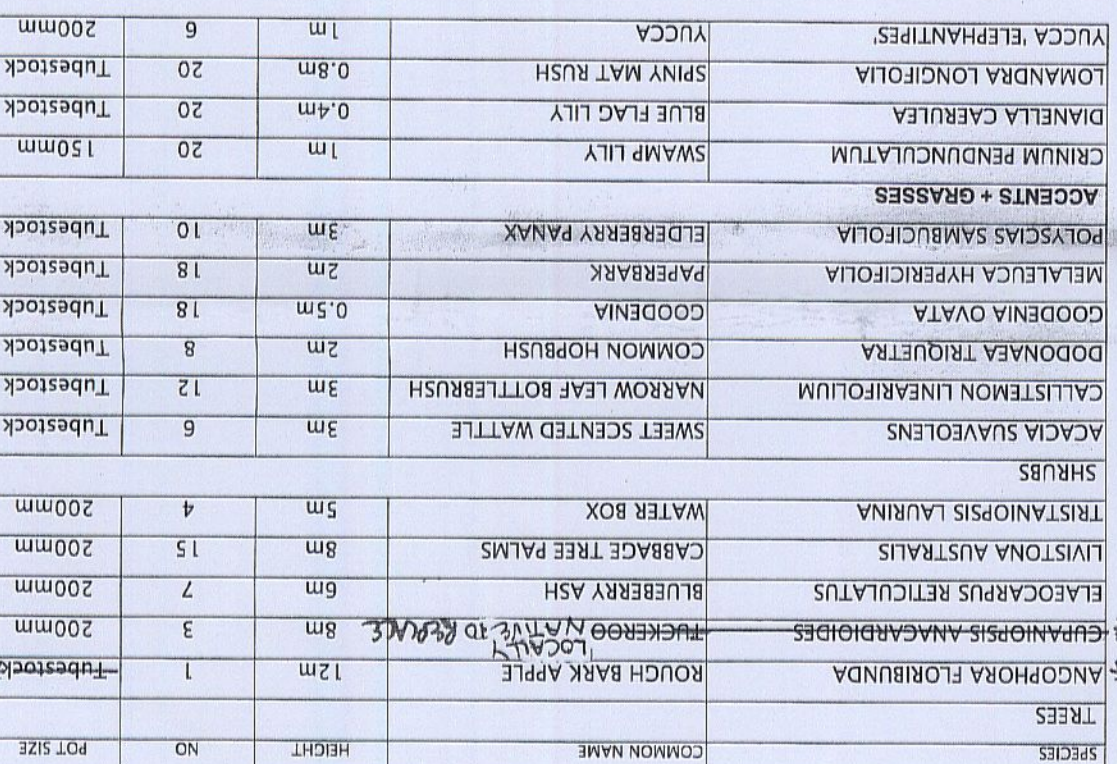 SPECIES COMMON NAME HEIGHT NO POT SIZE
TREES
ANGOPHORA FLORIBUNDA ROUGH BARK APPLE 12m 1 Tubestock
LOCALLY
CUPANIOPSIS ANACARDIOIDES TUCKEROO NATIVE TO REPLACE 8m 3 200mm
ELAEOCARPUS RETICULATUS BLUEBERRY ASH 6m 7 200mm
LIVISTONA AUSTRALIS CABBAGE TREE PALMS 8m 15 200mm
TRISTANIOPSIS LAURINA WATER BOX 5m 4 200mm
SHRUBS
ACACIA SUAVEOLENS SWEET SCENTED WATTLE 3m 6 Tubestock
CALLISTEMON LINEARIFOLIUM NARROW LEAF BOTTLEBRUSH 3m 12 Tubestock
DODONAEA TRIQUETRA COMMON HOPBUSH 2m 8 Tubestock
GOODENIA OVATA GOODENIA 0.5m 18 Tubestock
MELALEUCA HYPERICIFOLIA PAPERBARK 2m 18 Tubestock
POLYSCIAS SAMBUCIFOLIA ELDERBERRY PANAX 3m 10 Tubestock
ACCENTS + GRASSES
CRINUM PENDUNCULATUM SWAMP LILY 1m 20 150mm
DIANELLA CAERULEA BLUE FLAG LILY 0.4m 20 Tubestock
LOMANDRA LONGIFOLIA SPINY MAT RUSH 0.8m 20 Tubestock
YUCCA 'ELEPHANTIPES' YUCCA 1m 6 200mm